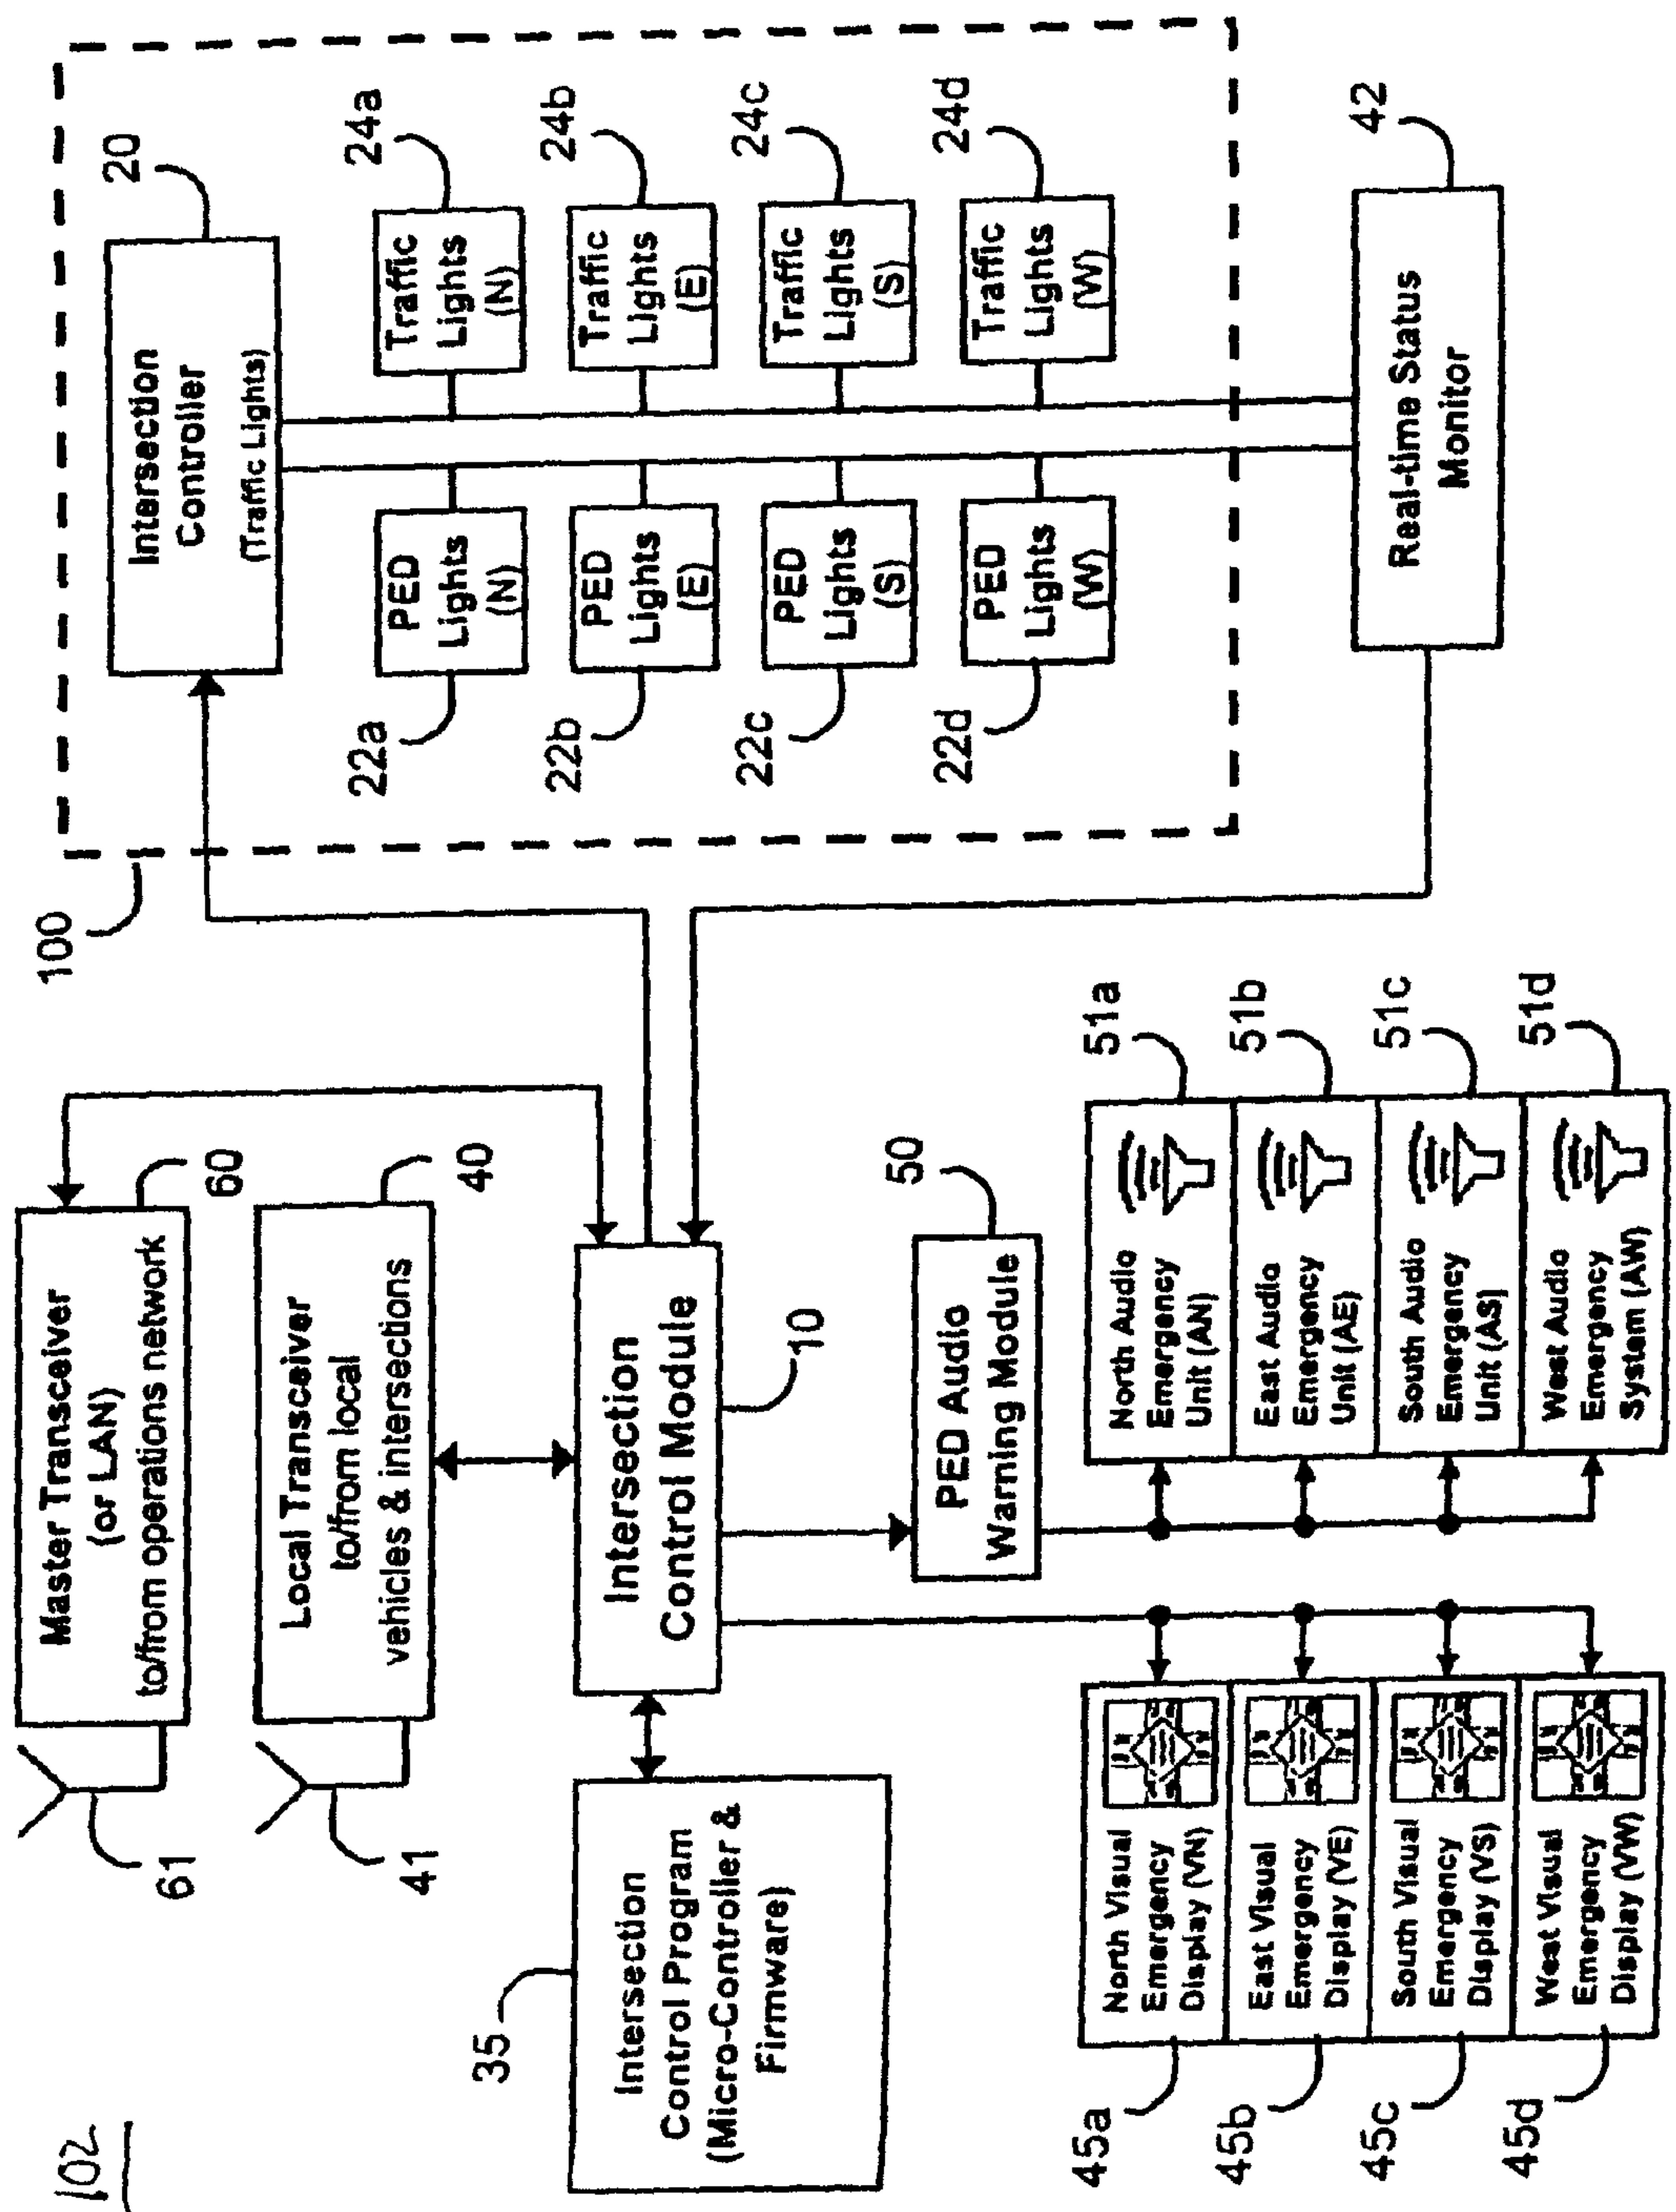 102
Master Transceiver
(or LAN)
to/from operations network
60
61
Local Transceiver
to/from local
vehicles & intersections
40
41
35
Intersection
Control Program
(Micro-Controller &
Firmware)
Intersection
Control Module
10
100
Intersection
Controller
(Traffic Lights)
20
22a
PED
Lights
(N)
Traffic
Lights
(N)
24a
22b
PED
Lights
(E)
Traffic
Lights
(E)
24b
22c
PED
Lights
(S)
Traffic
Lights
(S)
24c
22d
PED
Lights
(W)
Traffic
Lights
(W)
24d
Real-time Status
Monitor
42
PED Audio
Warning Module
50
45a
North Visual
Emergency
Display (VN)
45b
East Visual
Emergency
Display (VE)
45c
South Visual
Emergency
Display (VS)
45d
West Visual
Emergency
Display (VW)
North Audio
Emergency
Unit (AN)
51a
East Audio
Emergency
Unit (AE)
51b
South Audio
Emergency
Unit (AS)
51c
West Audio
Emergency
System (AW)
51d